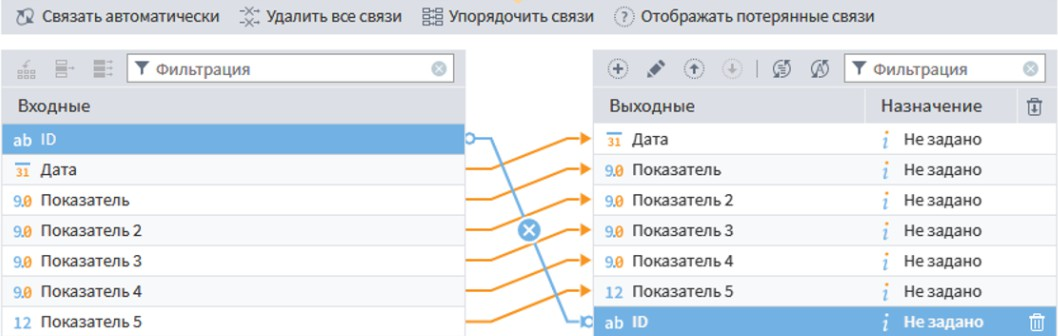 Связать автоматически Удалить все связи Упорядочить связи Отображать потерянные связи
Фильтрация Фильтрация
Входные Выходные Назначение
ab ID 31 Дата i Не задано
31 Дата 9.0 Показатель i Не задано
9.0 Показатель 9.0 Показатель 2 i Не задано
9.0 Показатель 2 9.0 Показатель 3 i Не задано
9.0 Показатель 3 9.0 Показатель 4 i Не задано
9.0 Показатель 4 12 Показатель 5 i Не задано
12 Показатель 5 ab ID i Не задано